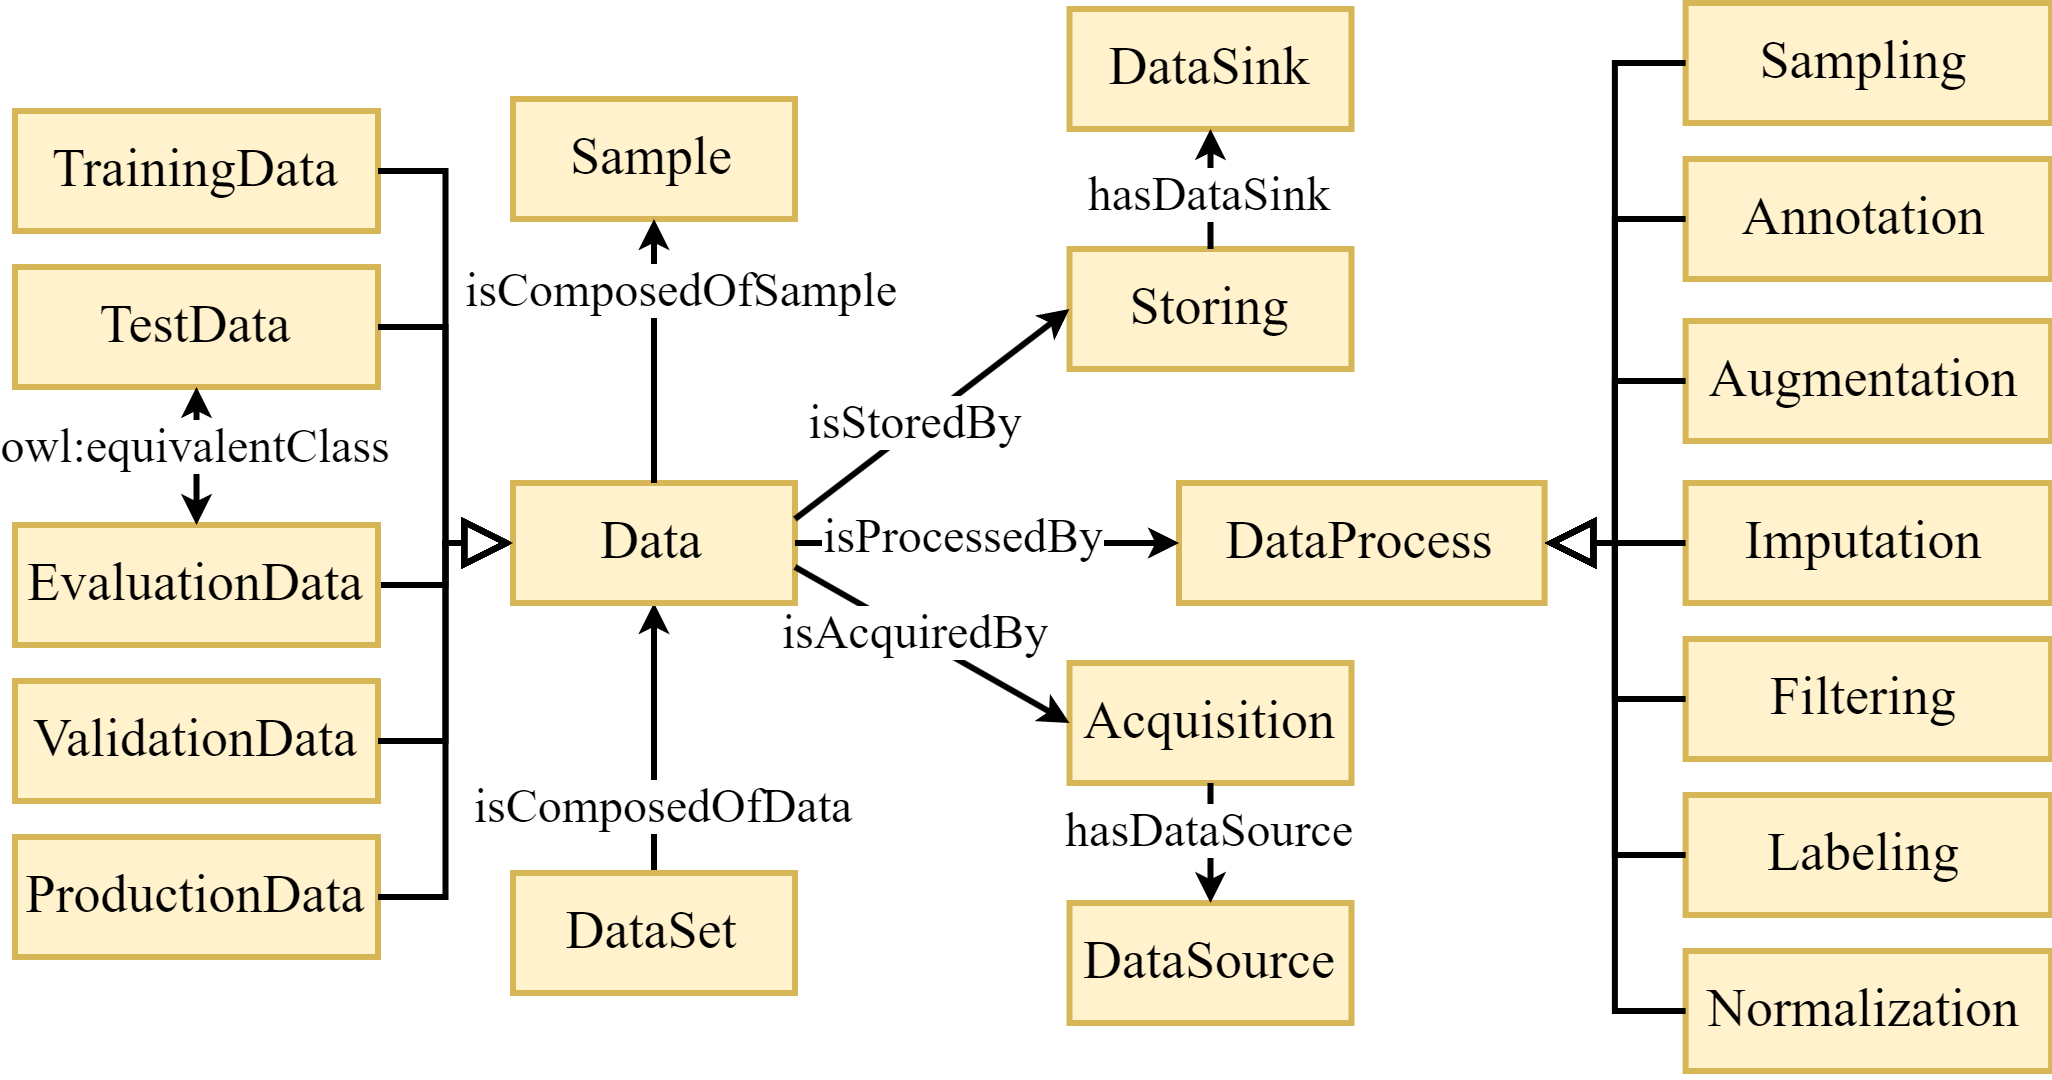 TrainingData
TestData
owl:equivalentClass
EvaluationData
ValidationData
ProductionData
Sample
isComposedOfSample
Data
isComposedOfData
DataSet
DataSink
hasDataSink
Storing
isStoredBy
isProcessedBy
DataProcess
isAcquiredBy
Acquisition
hasDataSource
DataSource
Sampling
Annotation
Augmentation
Imputation
Filtering
Labeling
Normalization